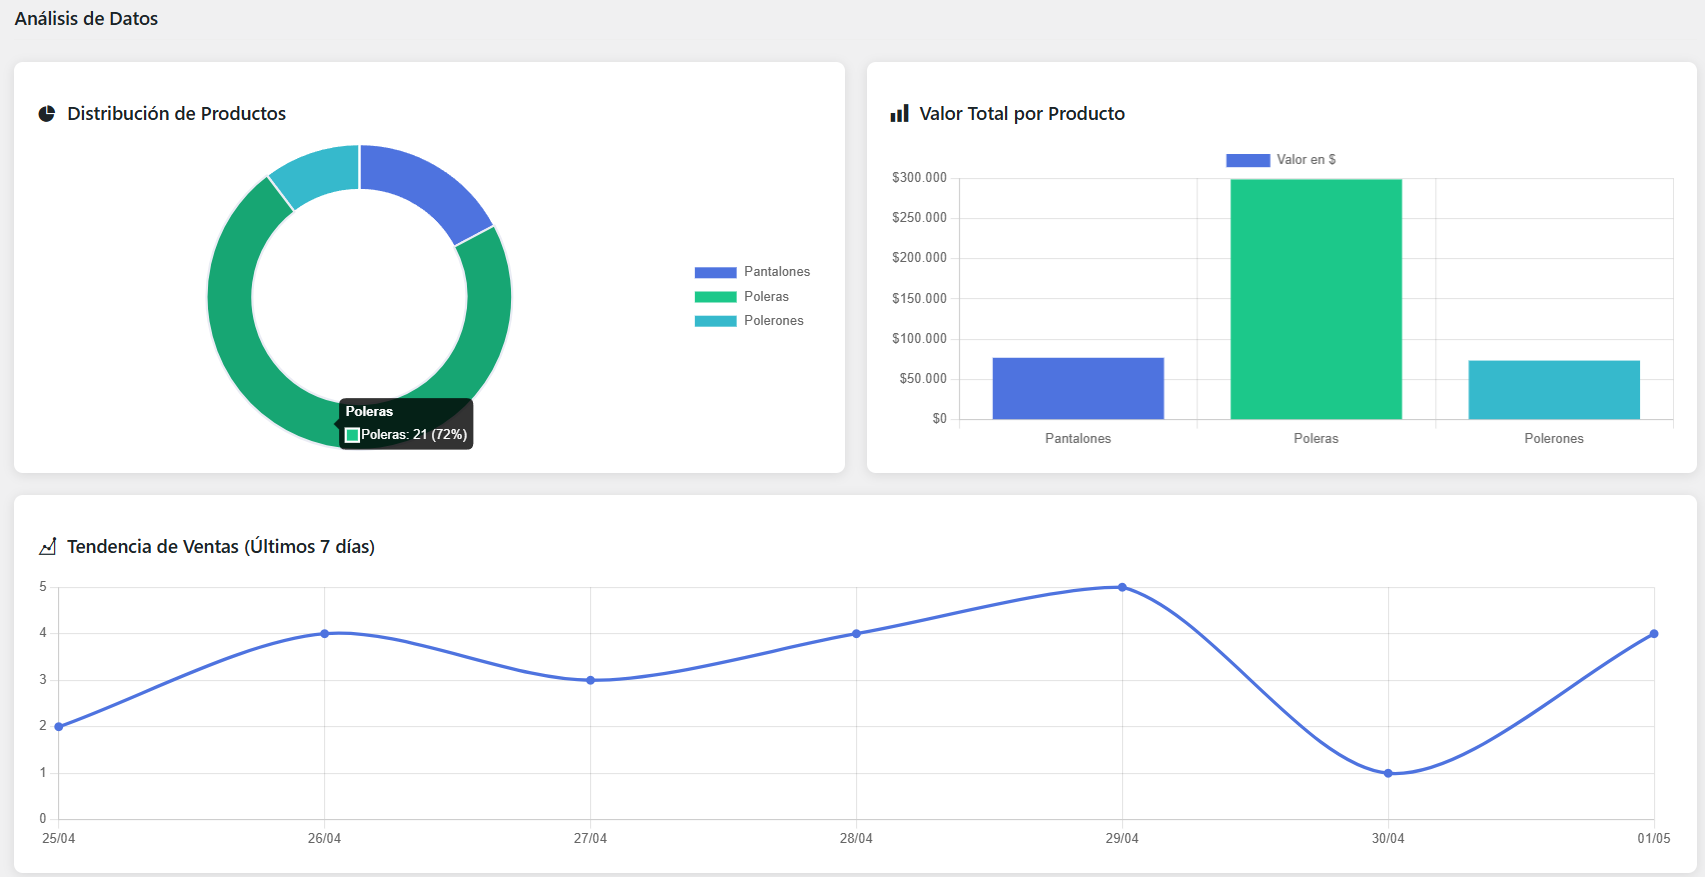 Análisis de Datos
Distribución de Productos
Pantalones
Poleras
Polerones
Poleras
Poleras: 21 (72%)
Valor Total por Producto
Valor en $
$300.000
$250.000
$200.000
$150.000
$100.000
$50.000
$0
Pantalones Poleras Polerones
Tendencia de Ventas (Últimos 7 días)
5
4
3
2
1
0
25/04 26/04 27/04 28/04 29/04 30/04 01/05